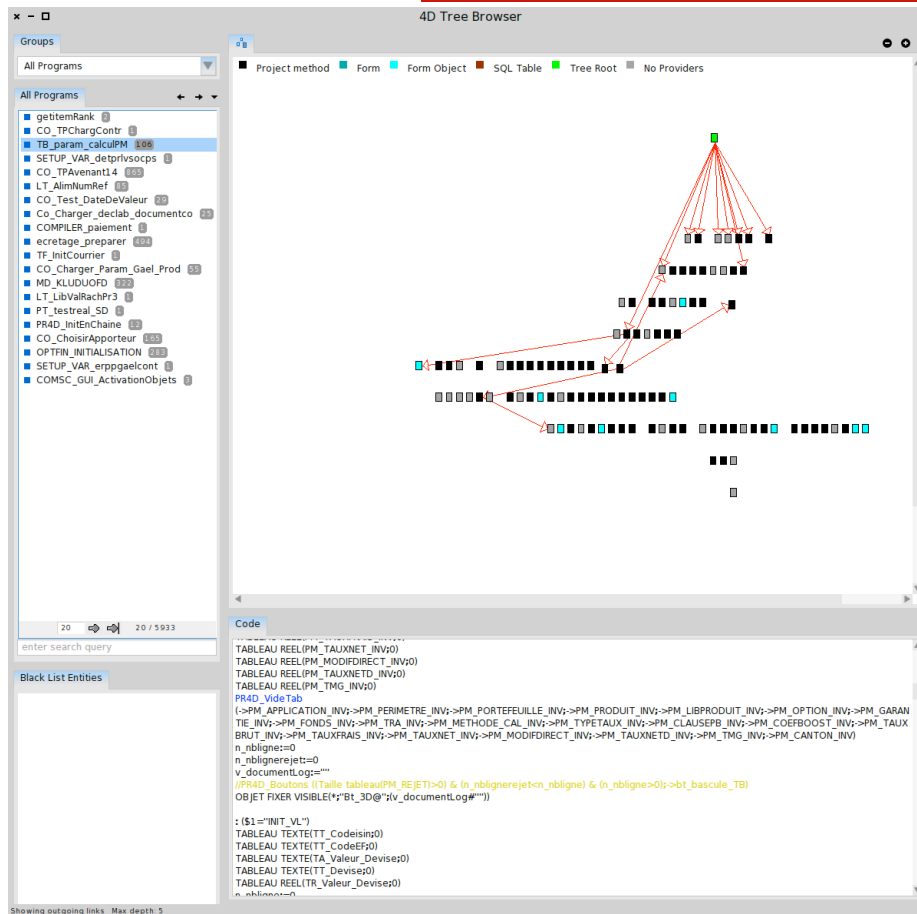 4D Tree Browser
Groups
All Programs
All Programs
getitemRank 2
CO_TPChargContr 1
TB_param_calculPM 106
SETUP_VAR_detprlvsocps 1
CO_TPAvenant14 865
LT_AlimNumRef 85
CO_Test_DateDeValeur 29
Co_Charger_declab_documentco 25
COMPILER_paiement 1
ecretage_preparer 494
TF_InitCourrier 1
CO_Charger_Param_Gael_Prod 55
MD_KLUDUOFD 322
LT_LibValRachPr3 1
PT_testreal_SD 1
PR4D_InitEnChaine 12
CO_ChoisirApporteur 165
OPTFIN_INITIALISATION 283
SETUP_VAR_erppgaelcont 1
COMSC_GUI_ActivationObjets 3
20 20 / 5933
enter search query
Black List Entities
Project method Form Form Object SQL Table Tree Root No Providers
Code
TABLEAU REEL(PM_TAUXNET_INV;0)
TABLEAU REEL(PM_MODIFDIRECT_INV;0)
TABLEAU REEL(PM_TAUXNETD_INV;0)
TABLEAU REEL(PM_TMG_INV;0)
PR4D_VideTab
(->PM_APPLICATION_INV;->PM_PERIMETRE_INV;->PM_PORTEFEUILLE_INV;->PM_PRODUIT_INV;->PM_LIBPRODUIT_INV;->PM_OPTION_INV;->PM_GARAN
TIE_INV;->PM_FONDS_INV;->PM_TRA_INV;->PM_METHODE_CAL_INV;->PM_TYPETAUX_INV;->PM_CLAUSEPB_INV;->PM_COEFBOOST_INV;->PM_TAUX
BRUT_INV;->PM_TAUXFRAIS_INV;->PM_TAUXNET_INV;->PM_MODIFDIRECT_INV;->PM_TAUXNETD_INV;->PM_TMG_INV;->PM_CANTON_INV)
n_nbligne:=0
n_nblignerejet:=0
v_documentLog:=""
//PR4D_Boutons ((Taille tableau(PM_REJET)>0) & (n_nblignerejet<n_nbligne) & (n_nbligne>0);->bt_bascule_TB)
OBJET FIXER VISIBLE(*;"Bt_3D@";(v_documentLog#""))
: ($1="INIT_VL")
TABLEAU TEXTE(TT_Codeisin;0)
TABLEAU TEXTE(TT_CodeEF;0)
TABLEAU TEXTE(TA_Valeur_Devise;0)
TABLEAU TEXTE(TT_Devise;0)
TABLEAU REEL(TR_Valeur_Devise;0)
n_nbligne:=0
Showing outgoing links Max depth: 5